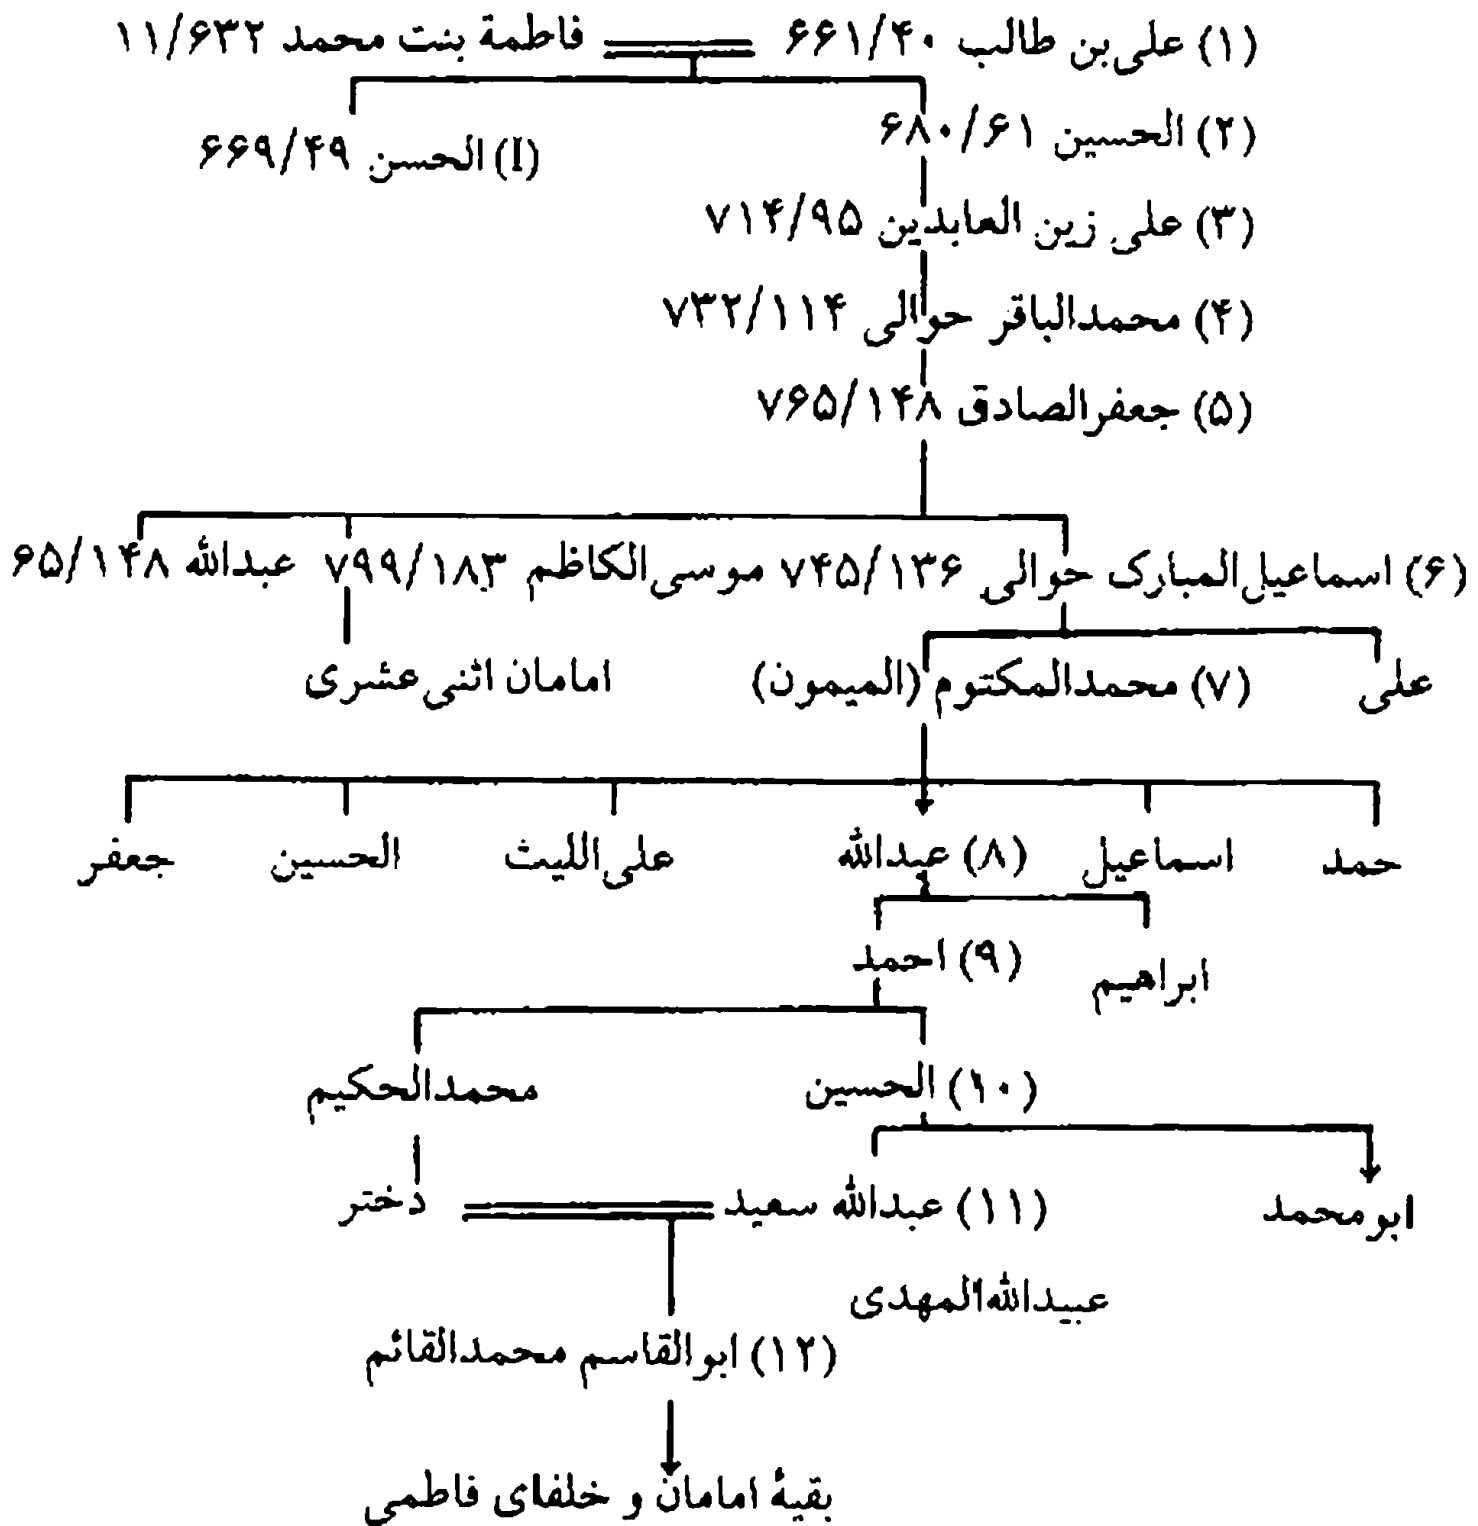 (۱) علی‌بن طالب ۶۶۱/۴۰ فاطمة بنت محمد ۱۱/۶۳۲
(۲) الحسین ۶۸۰/۶۱
(I) الحسن ۶۶۹/۴۹
(۳) علی زین العابدین ۷۱۴/۹۵
(۴) محمدالباقر حوالی ۷۳۲/۱۱۴
(۵) جعفرالصادق ۷۶۵/۱۴۸
(۶) اسماعیل‌المبارک حوالی ۷۴۵/۱۳۶ موسی‌الکاظم ۷۹۹/۱۸۳ عبدالله ۶۵/۱۴۸
علی (۷) محمدالمکتوم (المیمون) امامان اثنی‌عشری
حمد اسماعیل (۸) عبدالله علی‌اللیث الحسین جعفر
ابراهیم (۹) احمد
(۱۰) الحسین محمدالحکیم
ابومحمد (۱۱) عبدالله سعید دختر
عبیدالله‌المهدی
(۱۲) ابوالقاسم محمدالقائم
بقیهٔ امامان و خلفای فاطمی